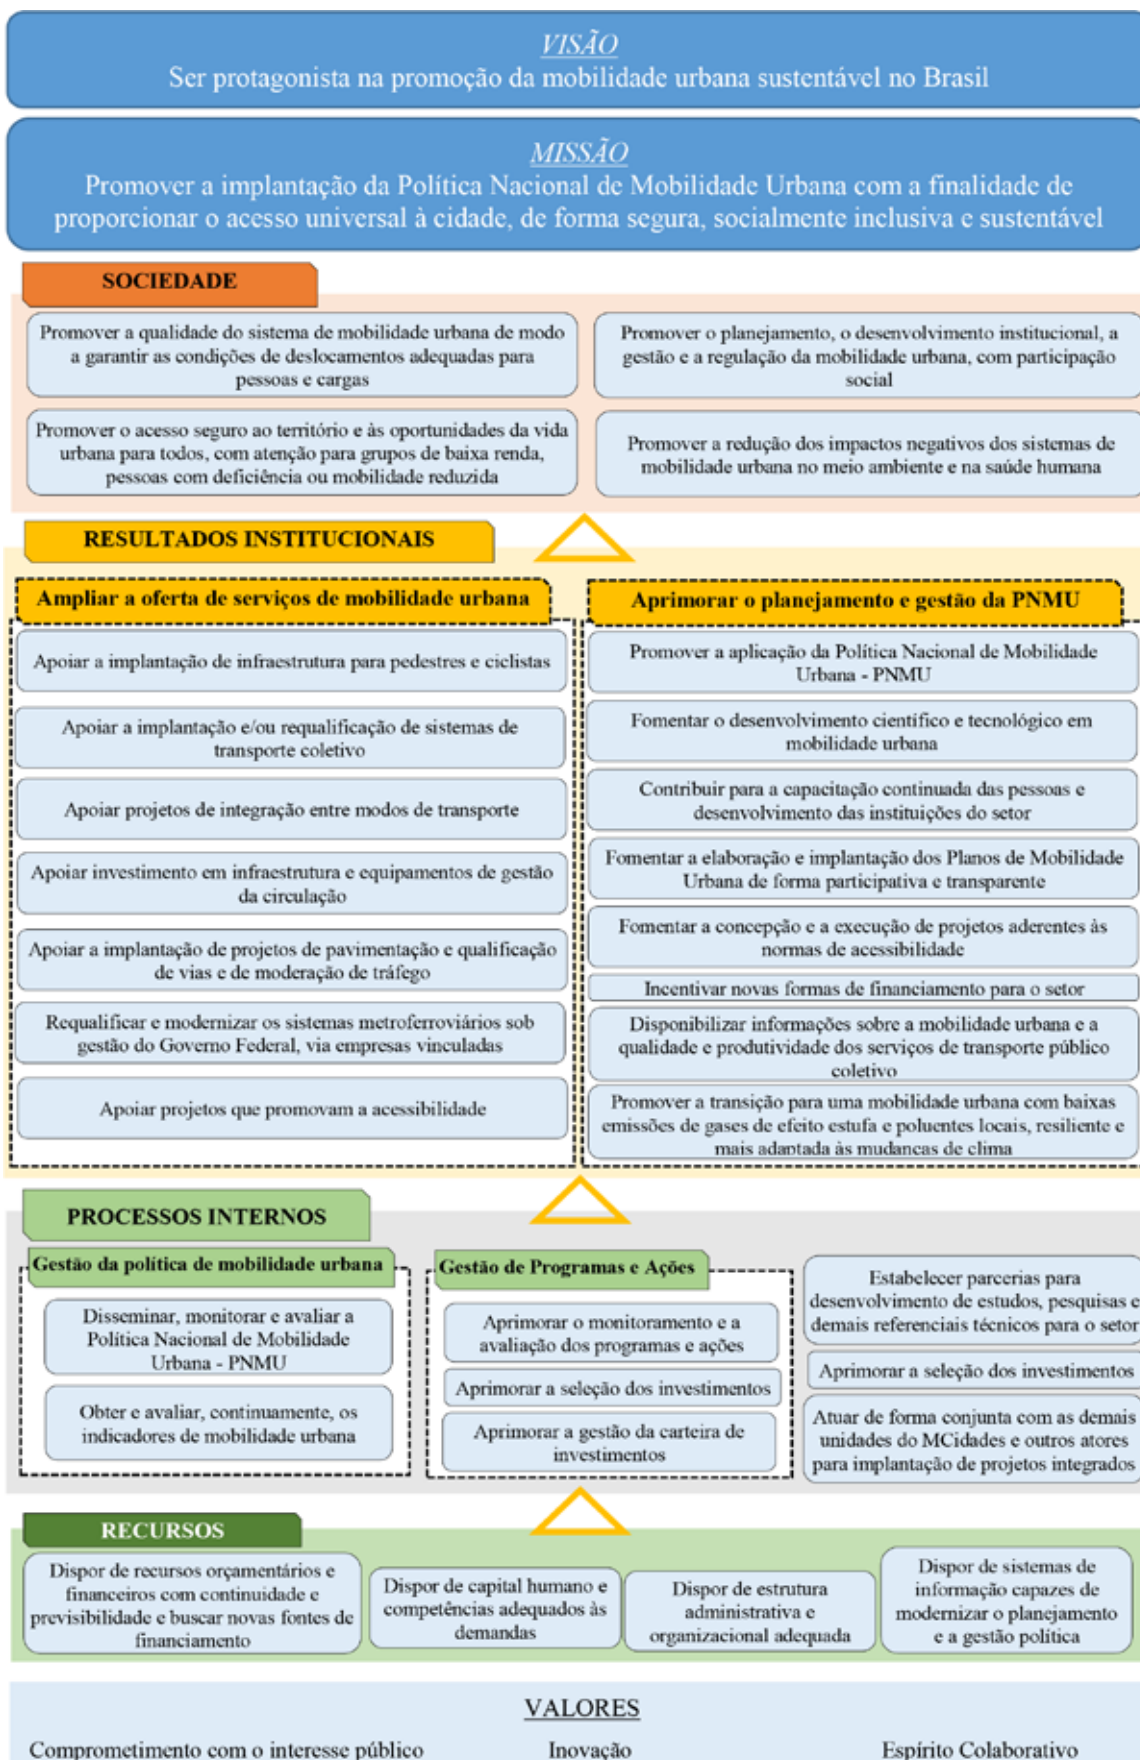 VISÃO
Ser protagonista na promoção da mobilidade urbana sustentável no Brasil
MISSÃO
Promover a implantação da Política Nacional de Mobilidade Urbana com a finalidade de
proporcionar o acesso universal à cidade, de forma segura, socialmente inclusiva e sustentável
SOCIEDADE
Promover a qualidade do sistema de mobilidade urbana de modo
a garantir as condições de deslocamentos adequadas para
pessoas e cargas
Promover o planejamento, o desenvolvimento institucional, a
gestão e a regulação da mobilidade urbana, com participação
social
Promover o acesso seguro ao território e às oportunidades da vida
urbana para todos, com atenção para grupos de baixa renda,
pessoas com deficiência ou mobilidade reduzida
Promover a redução dos impactos negativos dos sistemas de
mobilidade urbana no meio ambiente e na saúde humana
RESULTADOS INSTITUCIONAIS
Ampliar a oferta de serviços de mobilidade urbana
Apoiar a implantação de infraestrutura para pedestres e ciclistas
Apoiar a implantação e/ou requalificação de sistemas de
transporte coletivo
Apoiar projetos de integração entre modos de transporte
Apoiar investimento em infraestrutura e equipamentos de gestão
da circulação
Apoiar a implantação de projetos de pavimentação e qualificação
de vias e de moderação de tráfego
Requalificar e modernizar os sistemas metroferroviários sob
gestão do Governo Federal, via empresas vinculadas
Apoiar projetos que promovam a acessibilidade
Aprimorar o planejamento e gestão da PNMU
Promover a aplicação da Política Nacional de Mobilidade
Urbana - PNMU
Fomentar o desenvolvimento científico e tecnológico em
mobilidade urbana
Contribuir para a capacitação continuada das pessoas e
desenvolvimento das instituições do setor
Fomentar a elaboração e implantação dos Planos de Mobilidade
Urbana de forma participativa e transparente
Fomentar a concepção e a execução de projetos aderentes às
normas de acessibilidade
Incentivar novas formas de financiamento para o setor
Disponibilizar informações sobre a mobilidade urbana e a
qualidade e produtividade dos serviços de transporte público
coletivo
Promover a transição para uma mobilidade urbana com baixas
emissões de gases de efeito estufa e poluentes locais, resiliente e
mais adaptada às mudanças de clima
PROCESSOS INTERNOS
Gestão da política de mobilidade urbana
Disseminar, monitorar e avaliar a
Política Nacional de Mobilidade
Urbana - PNMU
Obter e avaliar, continuamente, os
indicadores de mobilidade urbana
Gestão de Programas e Ações
Aprimorar o monitoramento e a
avaliação dos programas e ações
Aprimorar a seleção dos investimentos
Aprimorar a gestão da carteira de
investimentos
Estabelecer parcerias para
desenvolvimento de estudos, pesquisas e
demais referenciais técnicos para o setor
Aprimorar a seleção dos investimentos
Atuar de forma conjunta com as demais
unidades do MCidades e outros atores
para implantação de projetos integrados
RECURSOS
Dispor de recursos orçamentários e
financeiros com continuidade e
previsibilidade e buscar novas fontes de
financiamento
Dispor de capital humano e
competências adequados às
demandas
Dispor de estrutura
administrativa e
organizacional adequada
Dispor de sistemas de
informação capazes de
modernizar o planejamento
e a gestão política
VALORES
Comprometimento com o interesse público
Inovação
Espírito Colaborativo